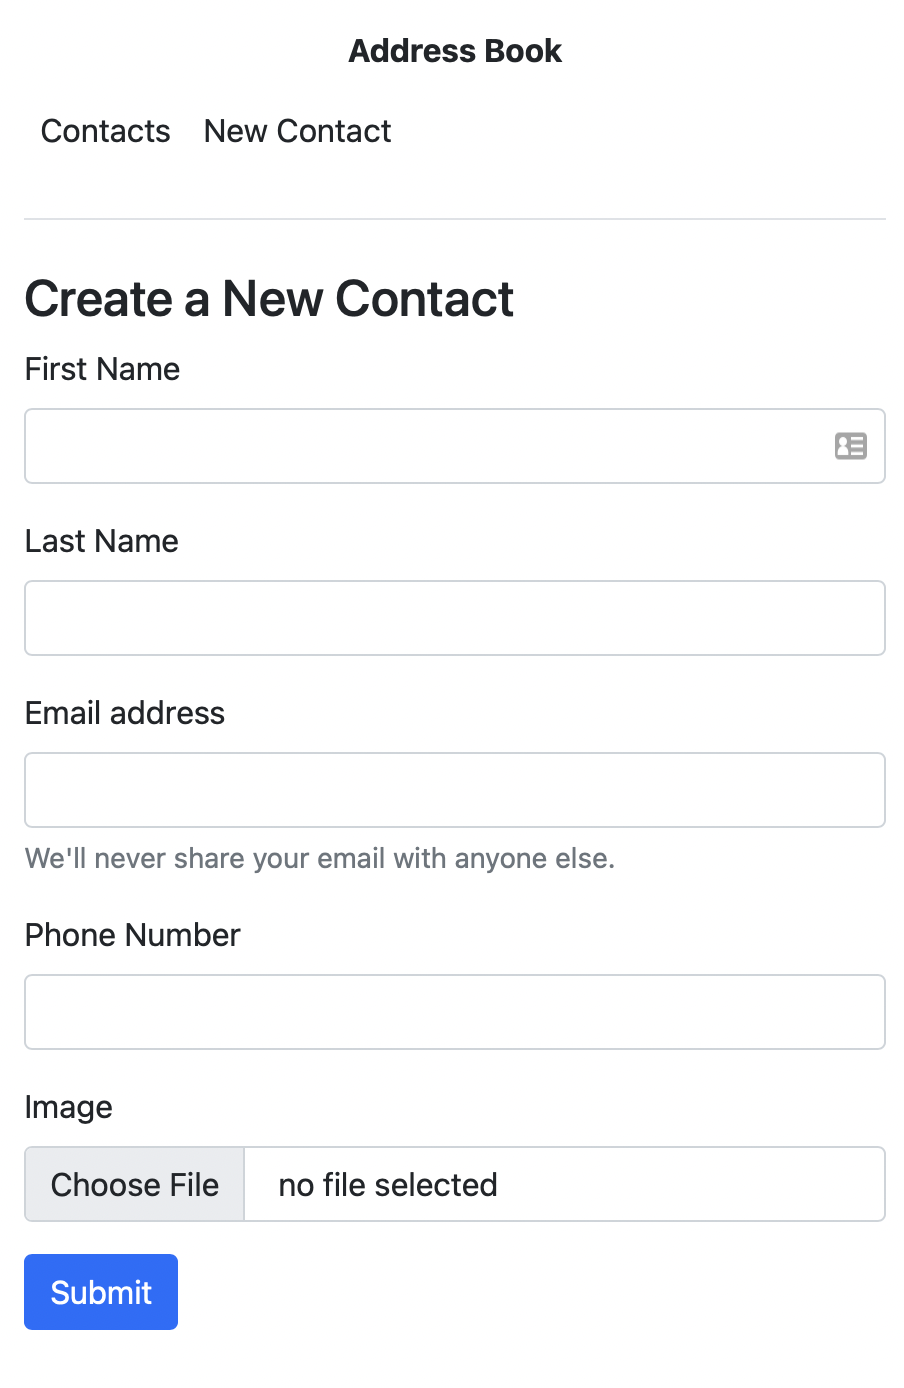 Address Book
Contacts New Contact
Create a New Contact
First Name
Last Name
Email address
We'll never share your email with anyone else.
Phone Number
Image
Choose File no file selected
Submit